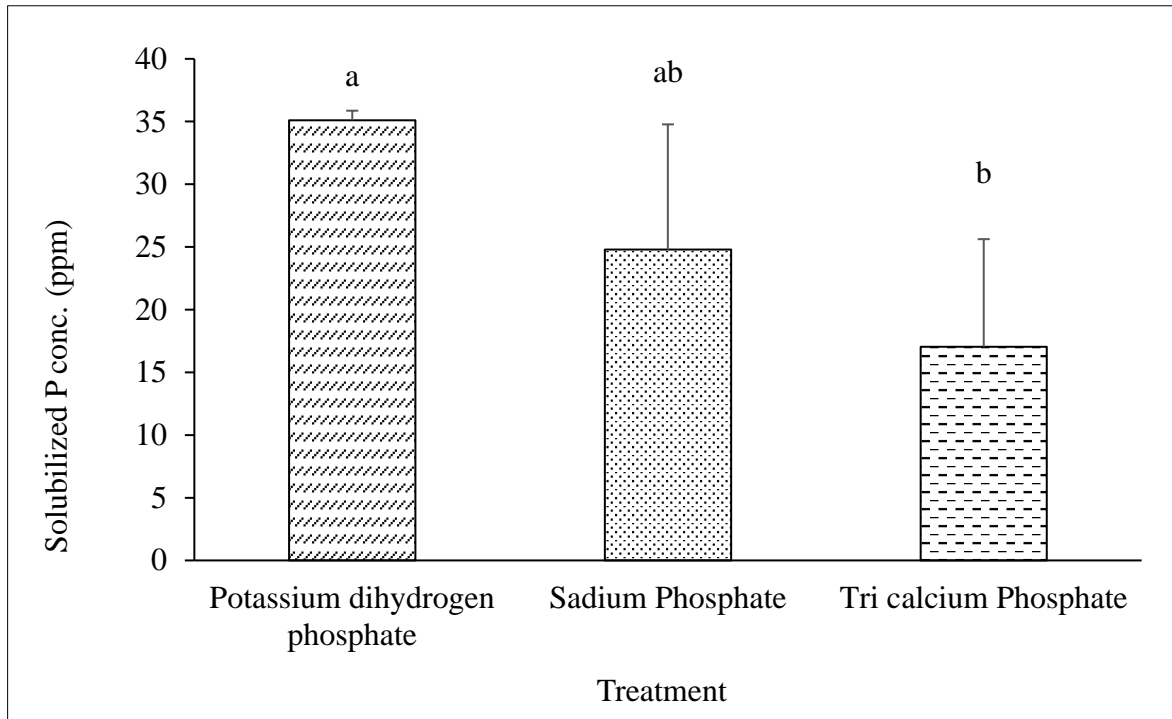 40
35
30
25
20
15
10
5
0
Solubilized P conc. (ppm)
a
ab
b
Potassium dihydrogen
phosphate
Sadium Phosphate
Tri calcium Phosphate
Treatment